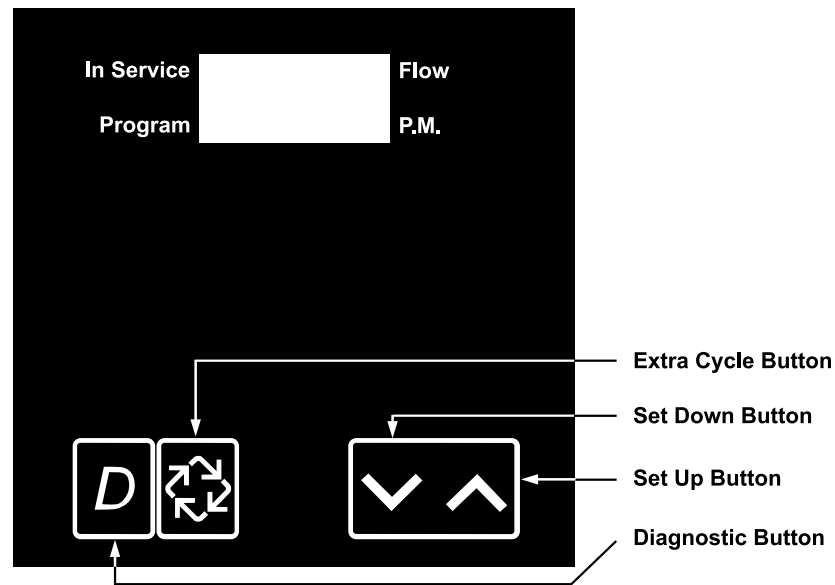 In Service Flow
Program P.M.
Extra Cycle Button
Set Down Button
D
Set Up Button
Diagnostic Button